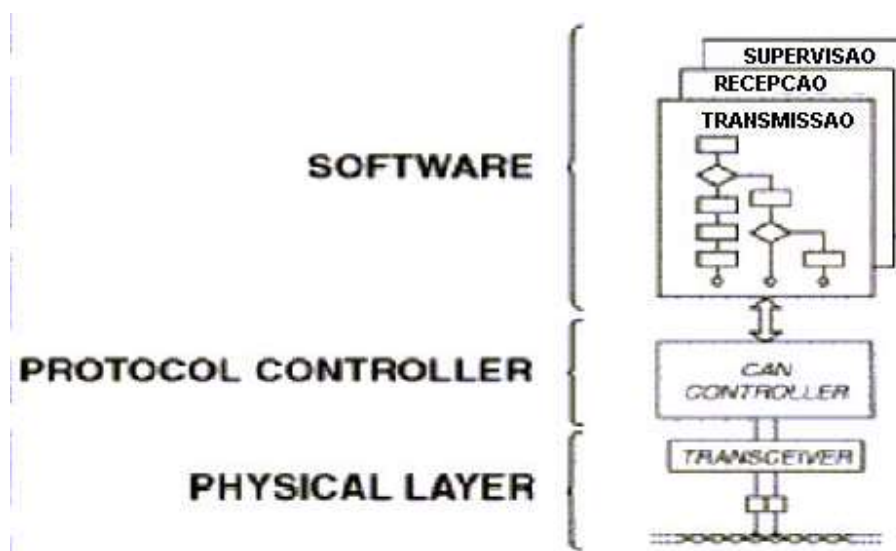 SUPERVISAO
RECEPCAO
TRANSMISSAO
SOFTWARE
PROTOCOL CONTROLLER
CAN
CONTROLLER
TRANSCEIVER
PHYSICAL LAYER